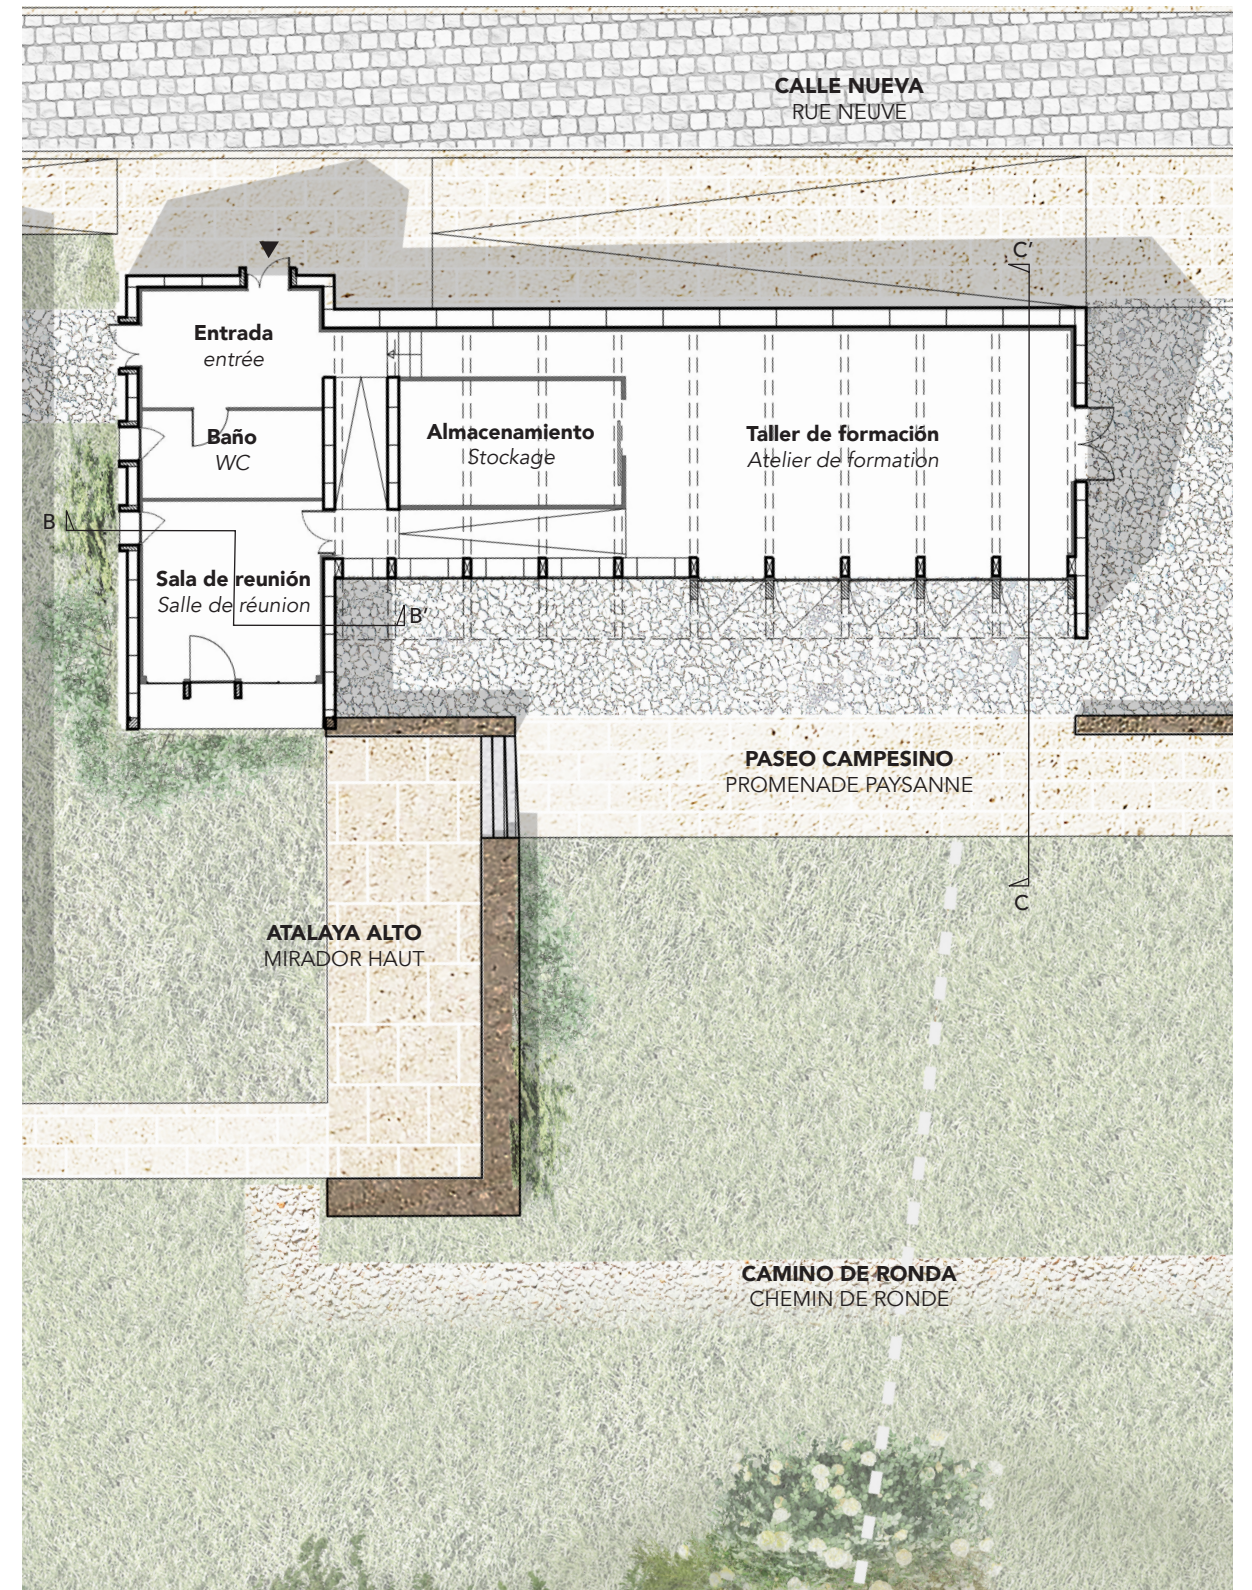 CALLE NUEVA
RUE NEUVE
C'
Entrada
entrée
Baño
WC
Almacenamiento
Stockage
Taller de formación
Atelier de formation
B
Sala de reunión
Salle de réunion
B'
PASEO CAMPESINO
PROMENADE PAYSANNE
C
ATALAYA ALTO
MIRADOR HAUT
CAMINO DE RONDA
CHEMIN DE RONDE